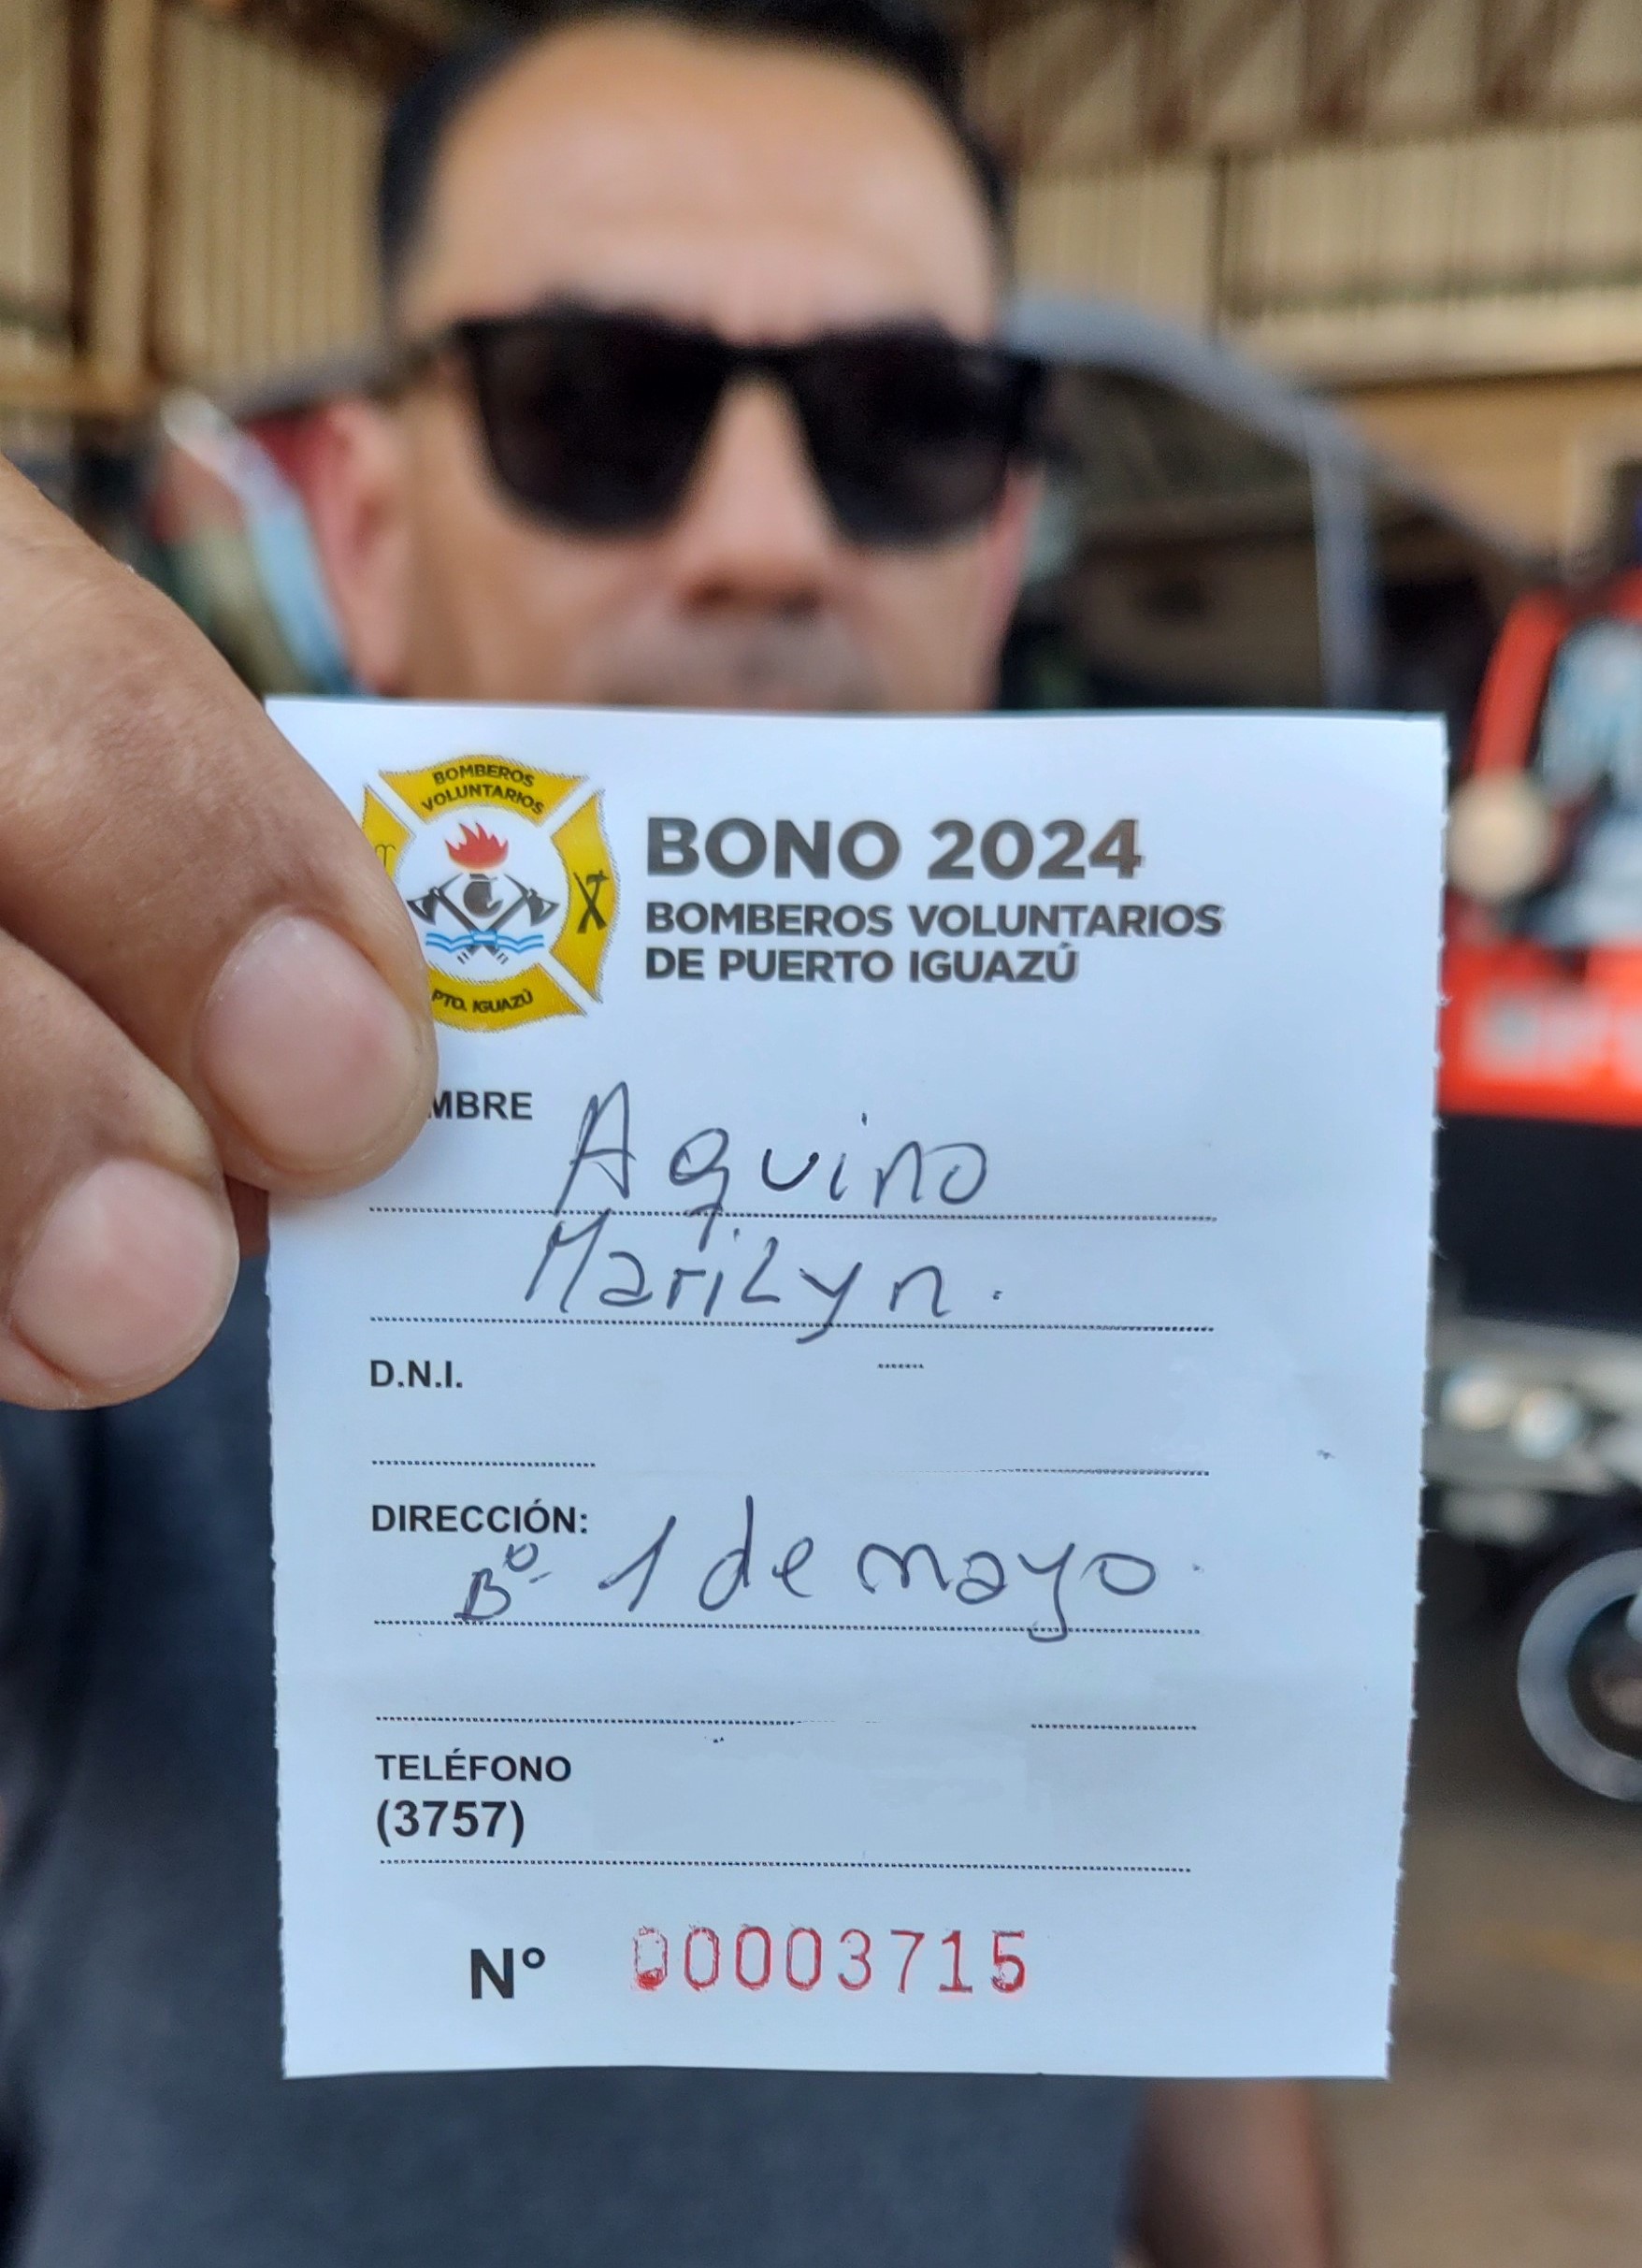 BOMBEROS
VOLUNTARIOS
PTO. IGUAZÚ
BONO 2024
BOMBEROS VOLUNTARIOS
DE PUERTO IGUAZÚ
MBRE Aquino
MariLyn.
D.N.I.
DIRECCIÓN:
Bº 1 de mayo.
TELÉFONO
(3757)
N° 00003715